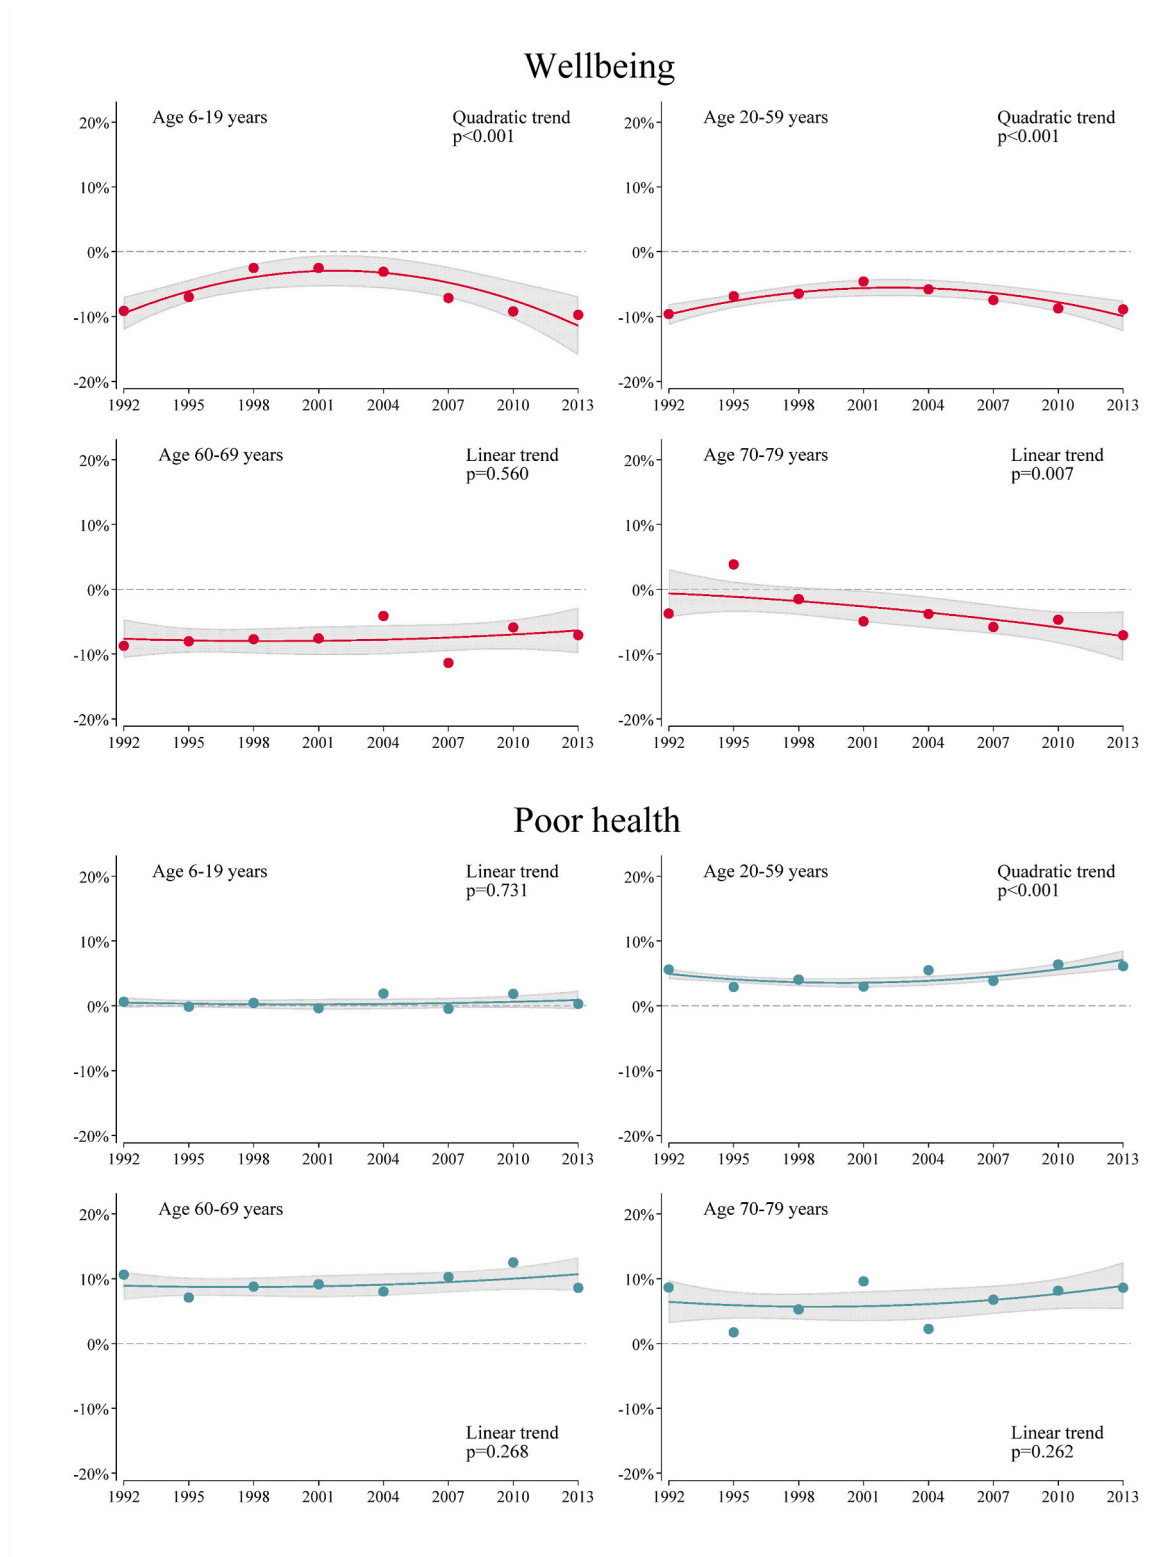 Wellbeing
Age 6-19 years
Quadratic trend
p<0.001
20%
10%
0%
-10%
-20%
1992 1995 1998 2001 2004 2007 2010 2013
Age 20-59 years
Quadratic trend
p<0.001
20%
10%
0%
-10%
-20%
1992 1995 1998 2001 2004 2007 2010 2013
Age 60-69 years
Linear trend
p=0.560
20%
10%
0%
-10%
-20%
1992 1995 1998 2001 2004 2007 2010 2013
Age 70-79 years
Linear trend
p=0.007
20%
10%
0%
-10%
-20%
1992 1995 1998 2001 2004 2007 2010 2013
Poor health
Age 6-19 years
Linear trend
p=0.731
20%
10%
0%
-10%
-20%
1992 1995 1998 2001 2004 2007 2010 2013
Age 20-59 years
Quadratic trend
p<0.001
20%
10%
0%
-10%
-20%
1992 1995 1998 2001 2004 2007 2010 2013
Age 60-69 years
20%
10%
0%
-10%
Linear trend
p=0.268
-20%
1992 1995 1998 2001 2004 2007 2010 2013
Age 70-79 years
20%
10%
0%
-10%
Linear trend
p=0.262
-20%
1992 1995 1998 2001 2004 2007 2010 2013